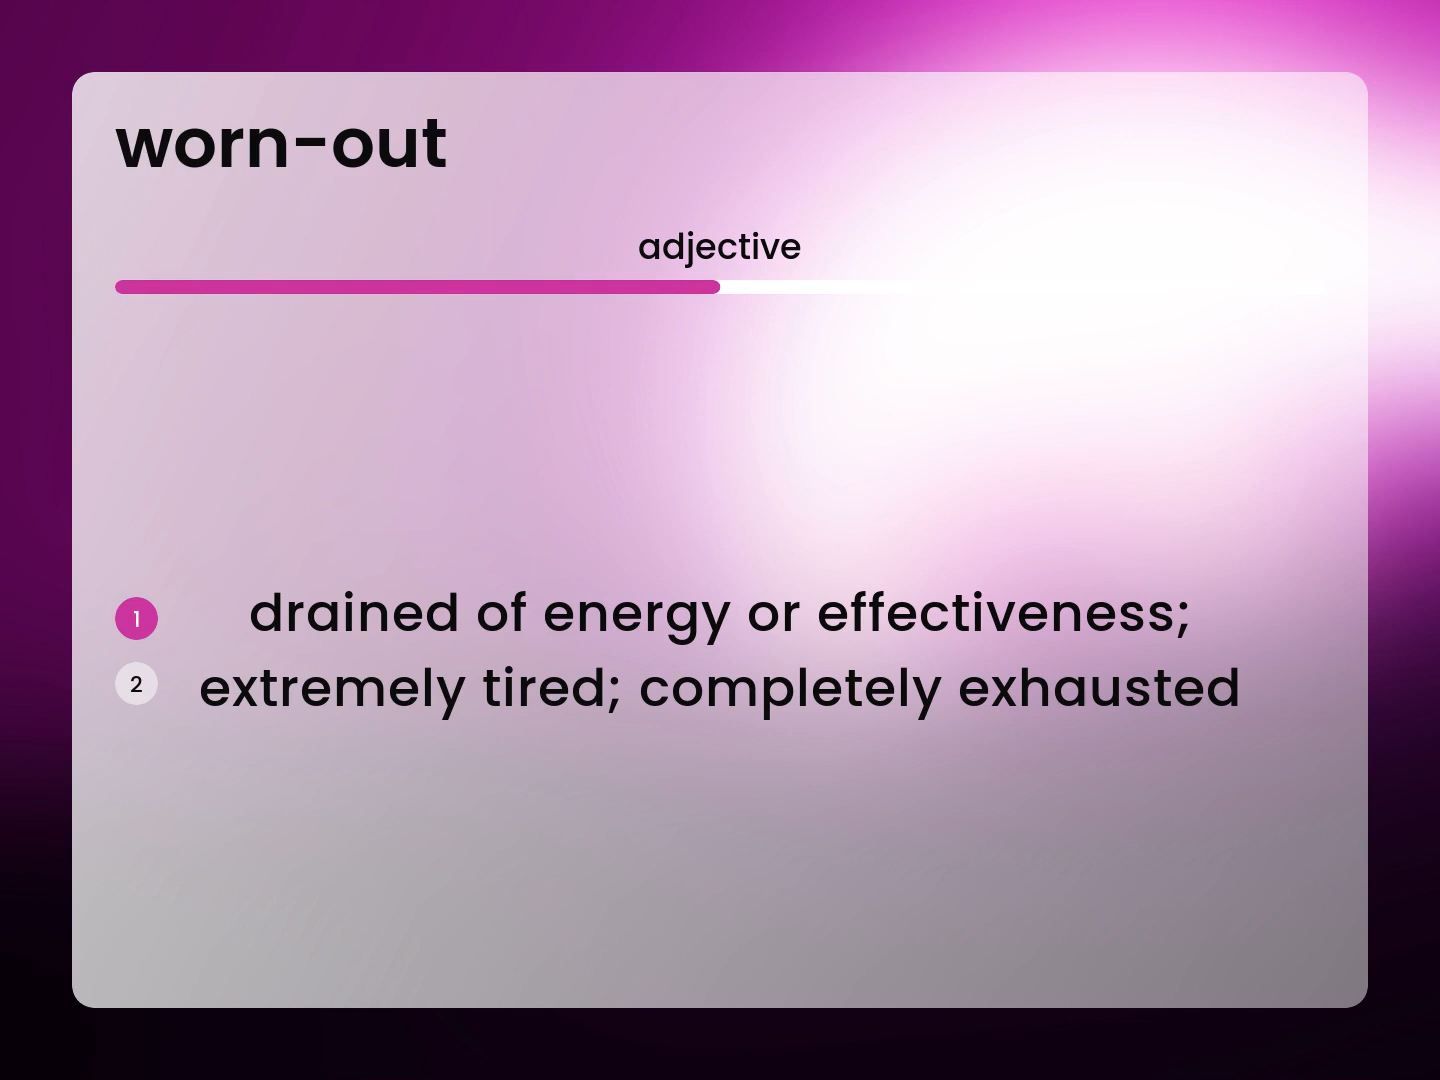 worn-out
adjective
1
drained of energy or effectiveness;
2
extremely tired; completely exhausted